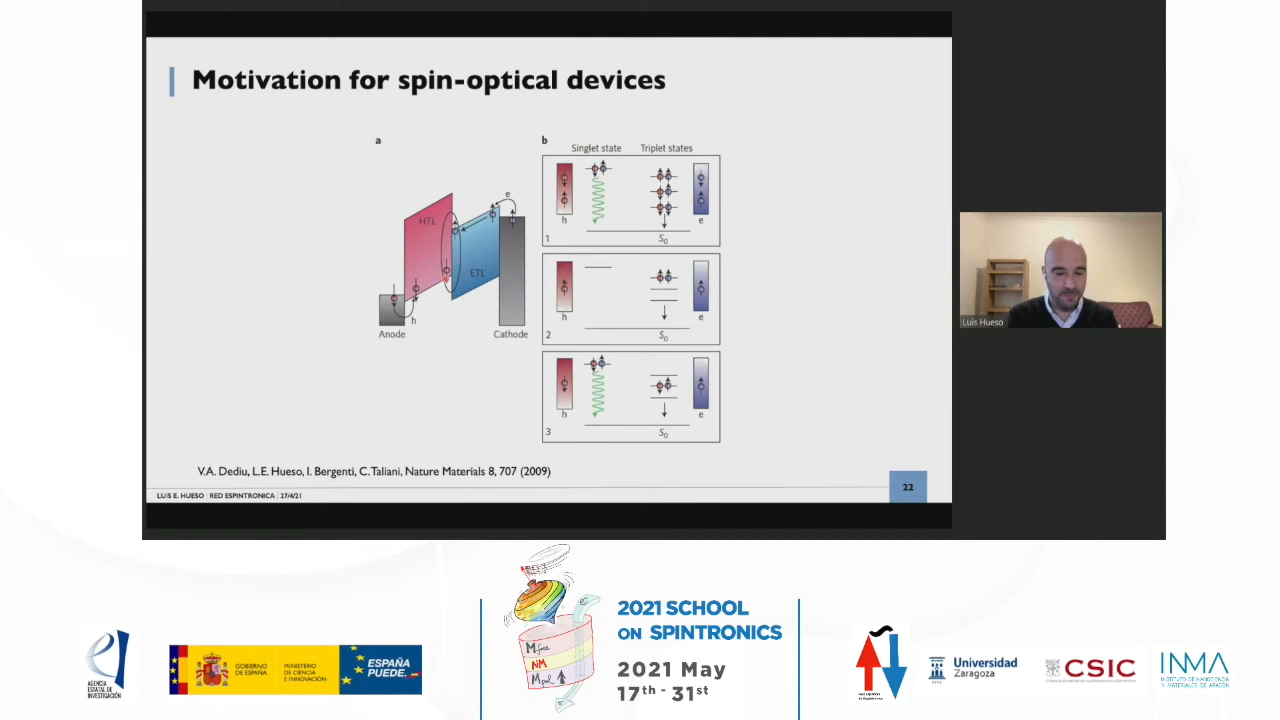 Motivation for spin-optical devices
a
b
Singlet state Triplet states
HTL
ETL
e
h
Anode
Cathode
h
e
1
S0
h
e
2
S0
h
e
3
S0
V.A. Dediu, L.E. Hueso, I. Bergenti, C. Taliani, Nature Materials 8, 707 (2009)
LUIS E. HUESO | RED ESPINTRONICA | 27/4/21
22
Luis Hueso
AGENCIA
ESTATAL DE
INVESTIGACIÓN
GOBIERNO
DE ESPAÑA
MINISTERIO
DE CIENCIA
E INNOVACIÓN
ESPAÑA
PUEDE.
M free
NM
e-
2021 SCHOOL
ON SPINTRONICS
2021 May
17th - 31st
Universidad
Zaragoza
CSIC
INMA
INSTITUTO DE NANOCIENCIA
Y MATERIALES DE ARAGÓN